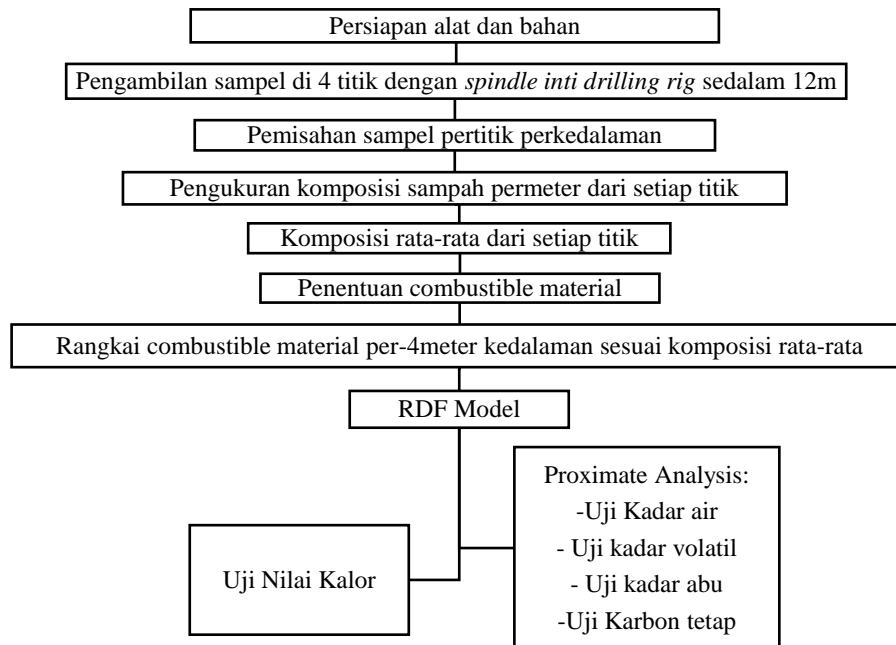 Persiapan alat dan bahan
Pengambilan sampel di 4 titik dengan spindle inti drilling rig sedalam 12m
Pemisahan sampel pertitik perkedalaman
Pengukuran komposisi sampah permeter dari setiap titik
Komposisi rata-rata dari setiap titik
Penentuan combustible material
Rangkai combustible material per-4meter kedalaman sesuai komposisi rata-rata
RDF Model
Uji Nilai Kalor
Proximate Analysis:
-Uji Kadar air
- Uji kadar volatil
- Uji kadar abu
-Uji Karbon tetap